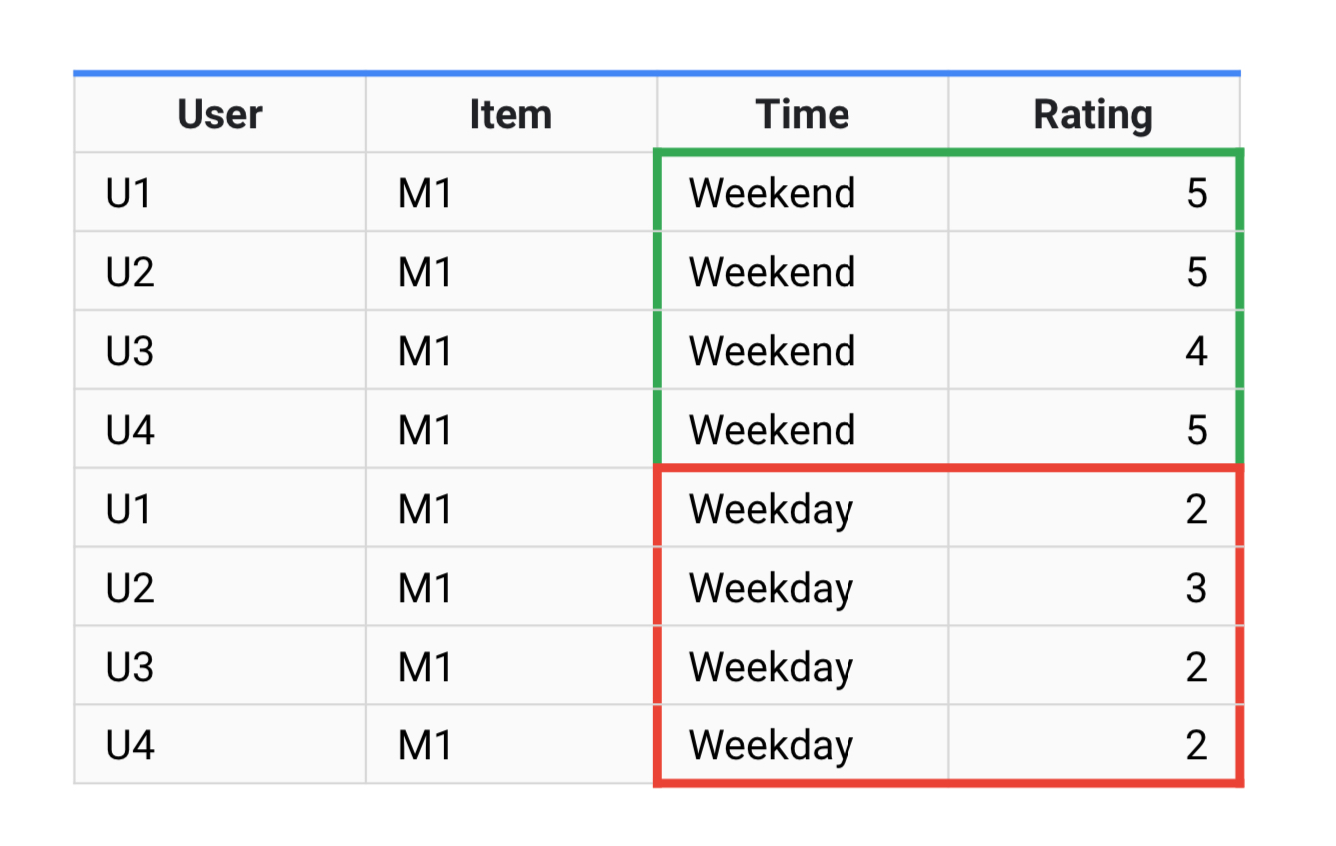 User Item Time Rating
U1 M1 Weekend 5
U2 M1 Weekend 5
U3 M1 Weekend 4
U4 M1 Weekend 5
U1 M1 Weekday 2
U2 M1 Weekday 3
U3 M1 Weekday 2
U4 M1 Weekday 2